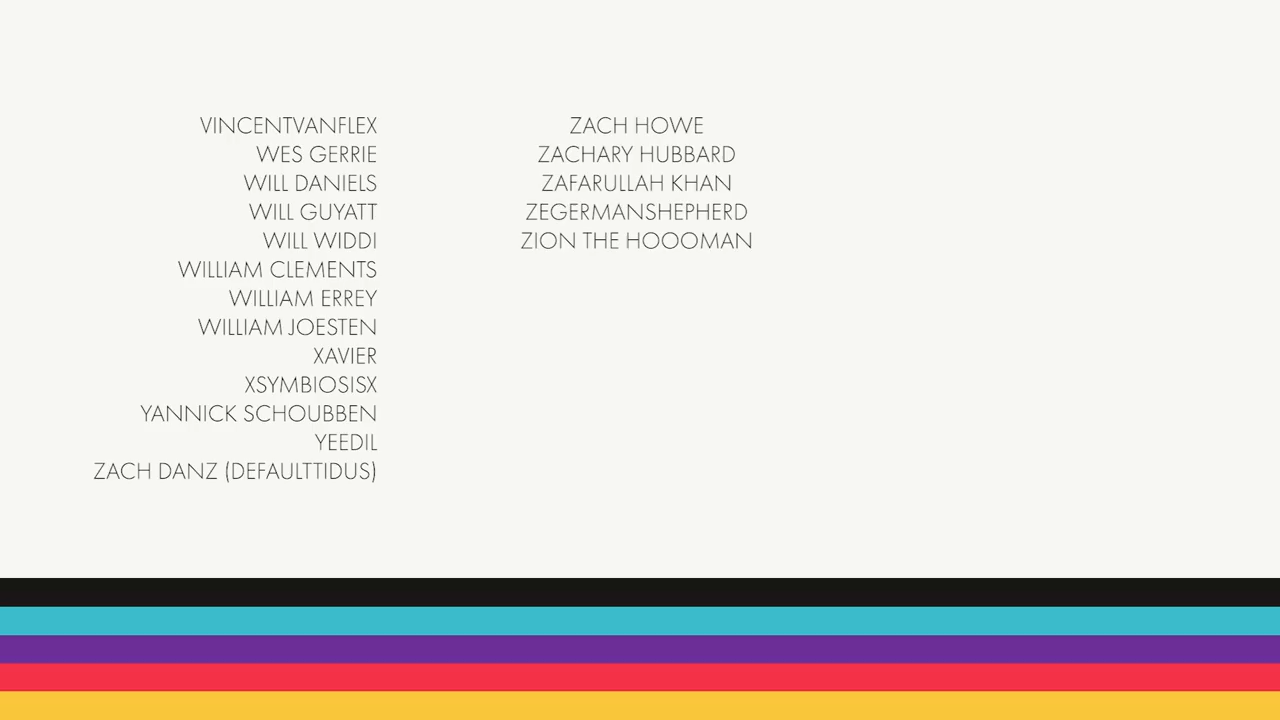 VINCENTVANFLEX
WES GERRIE
WILL DANIELS
WILL GUYATT
WILL WIDDI
WILLIAM CLEMENTS
WILLIAM ERREY
WILLIAM JOESTEN
XAVIER
XSYMBIOSISX
YANNICK SCHOUBBEN
YEEDIL
ZACH DANZ (DEFAULTTIDUS)
ZACH HOWE
ZACHARY HUBBARD
ZAFARULLAH KHAN
ZEGERMANSHEPHERD
ZION THE HOOOMAN